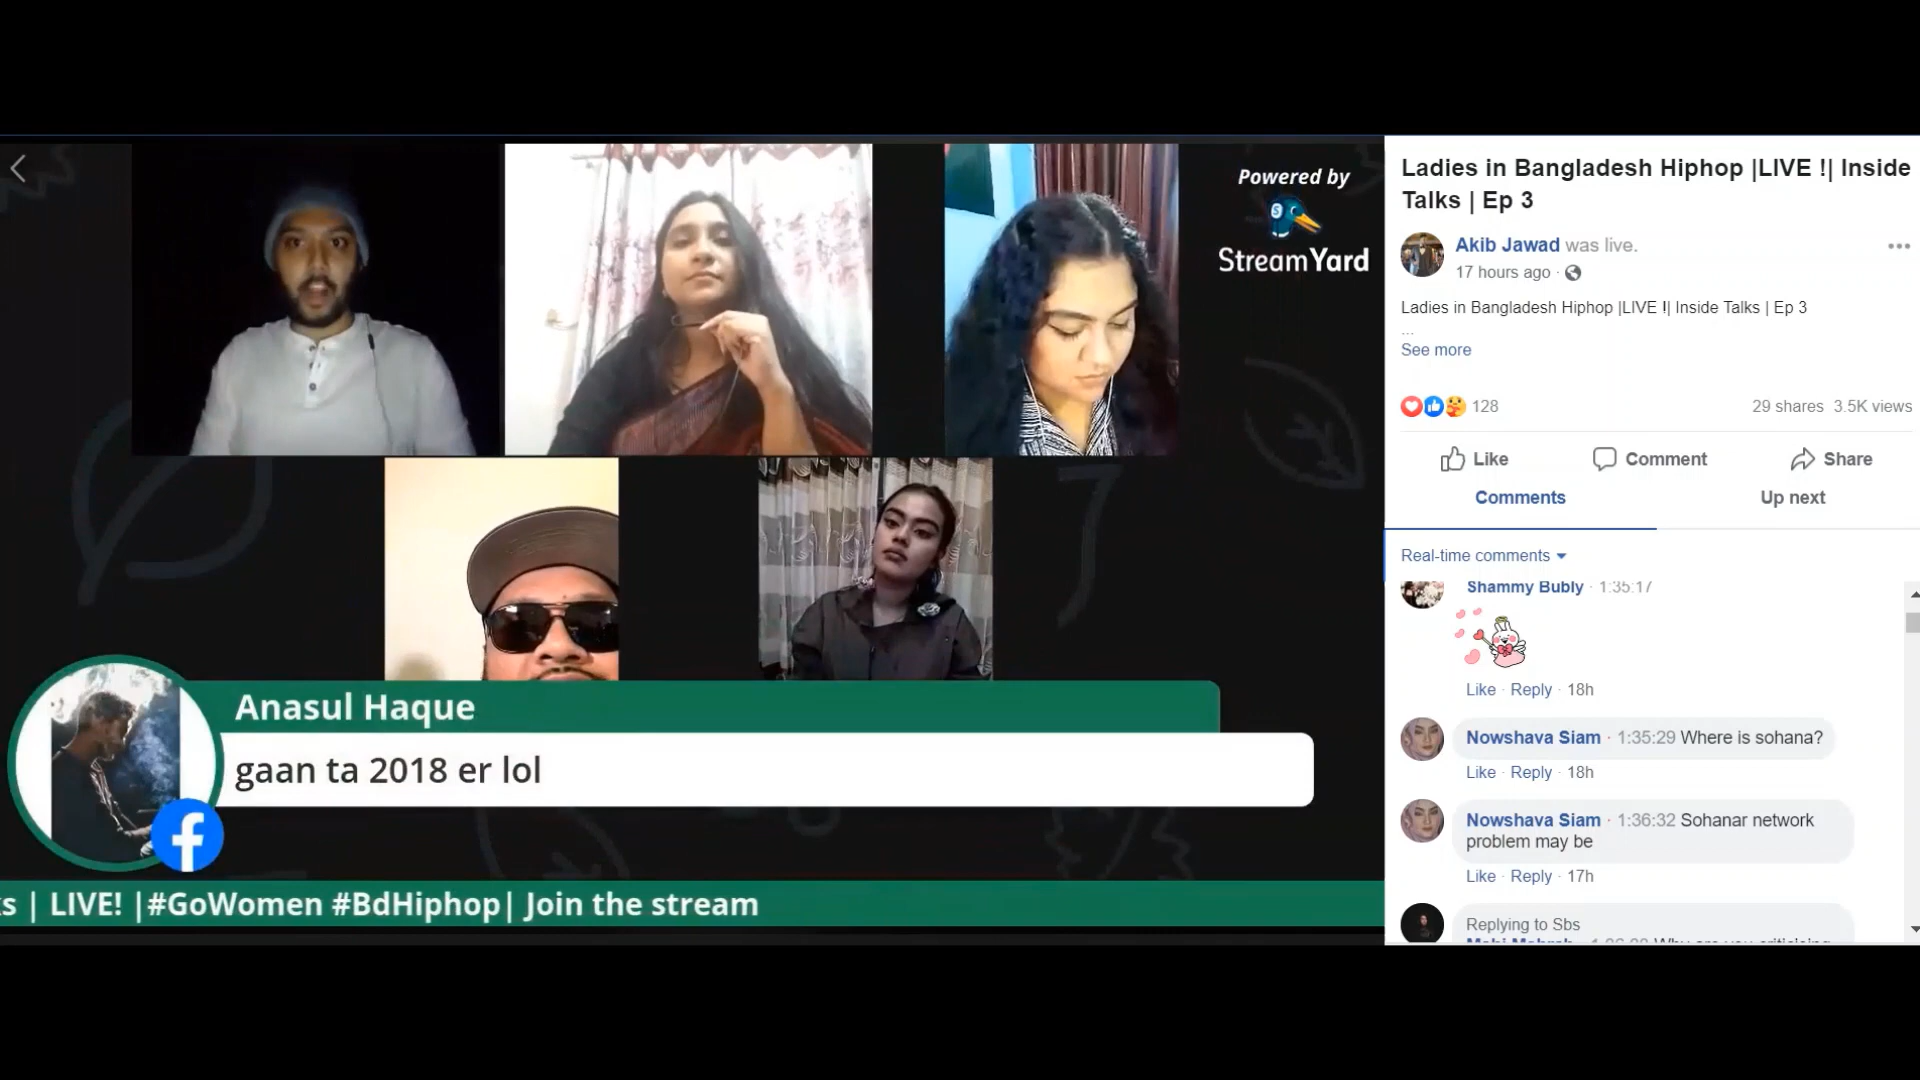 Powered by
StreamYard
Anasul Haque
gaan ta 2018 er lol
s | LIVE! |#GoWomen #BdHiphop| Join the stream
Ladies in Bangladesh Hiphop |LIVE !| Inside
Talks | Ep 3
Akib Jawad was live.
17 hours ago ·
Ladies in Bangladesh Hiphop |LIVE !| Inside Talks | Ep 3
...
See more
128
29 shares 3.5K views
Like
Comment
Share
Comments
Up next
Real-time comments
Shammy Bubly · 1:35:17
Like · Reply · 18h
Nowshava Siam · 1:35:29 Where is sohana?
Like · Reply · 18h
Nowshava Siam · 1:36:32 Sohanar network
problem may be
Like · Reply · 17h
Replying to Sbs